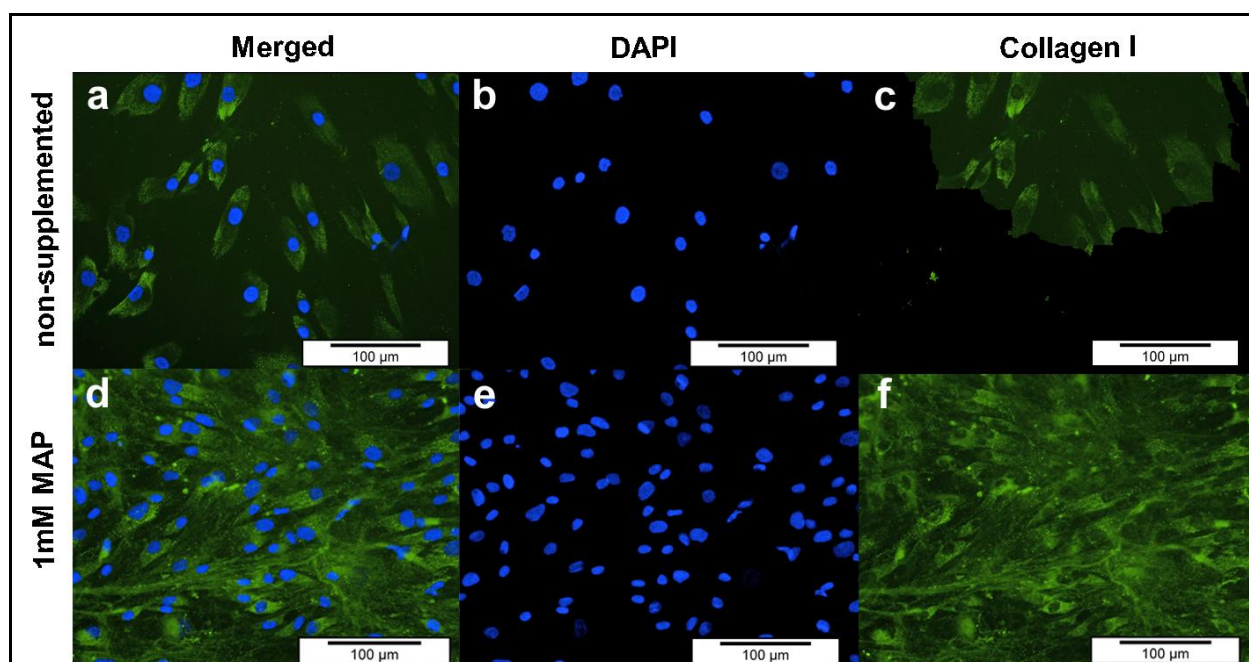 Merged DAPI Collagen I
non-supplemented
a b c
100 µm 100 µm 100 µm
1mM MAP
d e f
100 µm 100 µm 100 µm